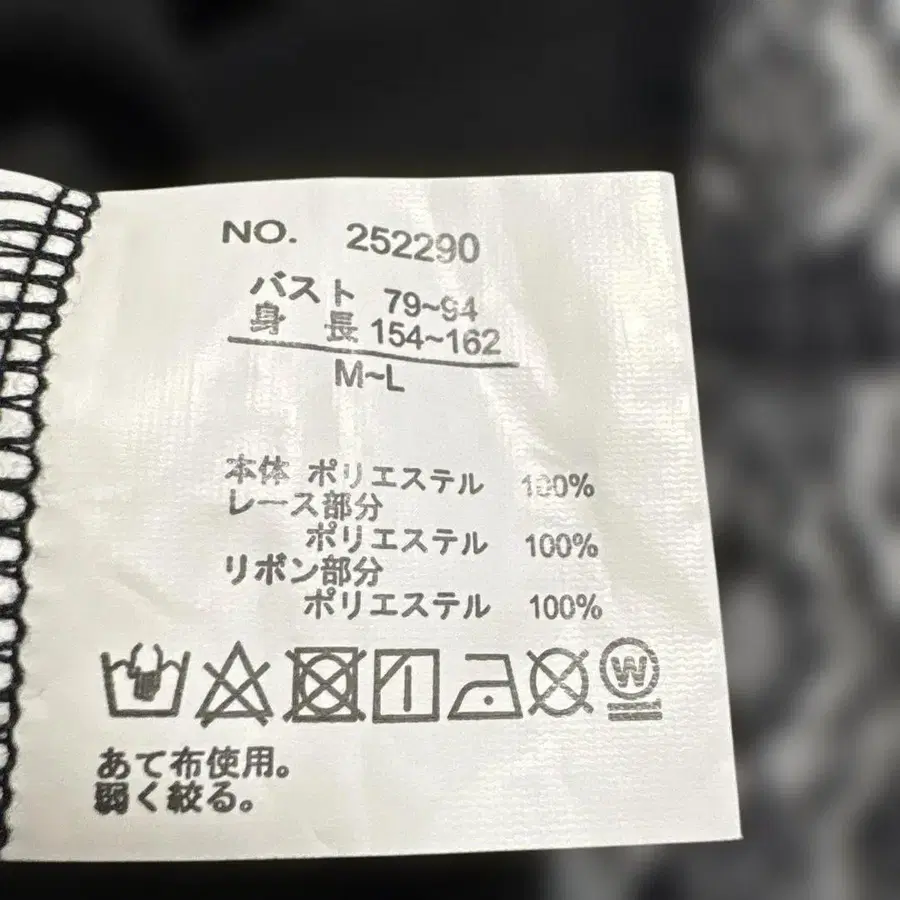 NO. 252290
バスト 79~94
身 長 154~162
M~L
本体 ポリエステル 100%
レース部分
ポリエステル 100%
リボン部分
ポリエステル 100%
W
あて布使用。
弱く絞る。